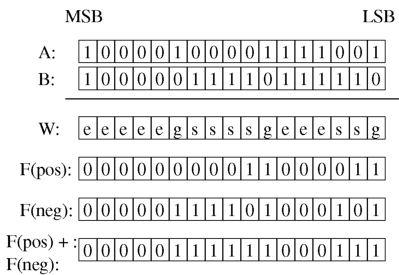 MSB LSB
A: 1 0 0 0 0 1 0 0 0 0 1 1 1 1 0 0 1
B: 1 0 0 0 0 0 1 1 1 1 0 1 1 1 1 1 0
W: e e e e e g s s s s g e e e s s g
F(pos): 0 0 0 0 0 0 0 0 0 1 1 0 0 0 0 1 1
F(neg): 0 0 0 0 0 1 1 1 1 0 1 0 0 0 1 0 1
F(pos) + : 0 0 0 0 0 1 1 1 1 1 1 0 0 0 1 1 1
F(neg):